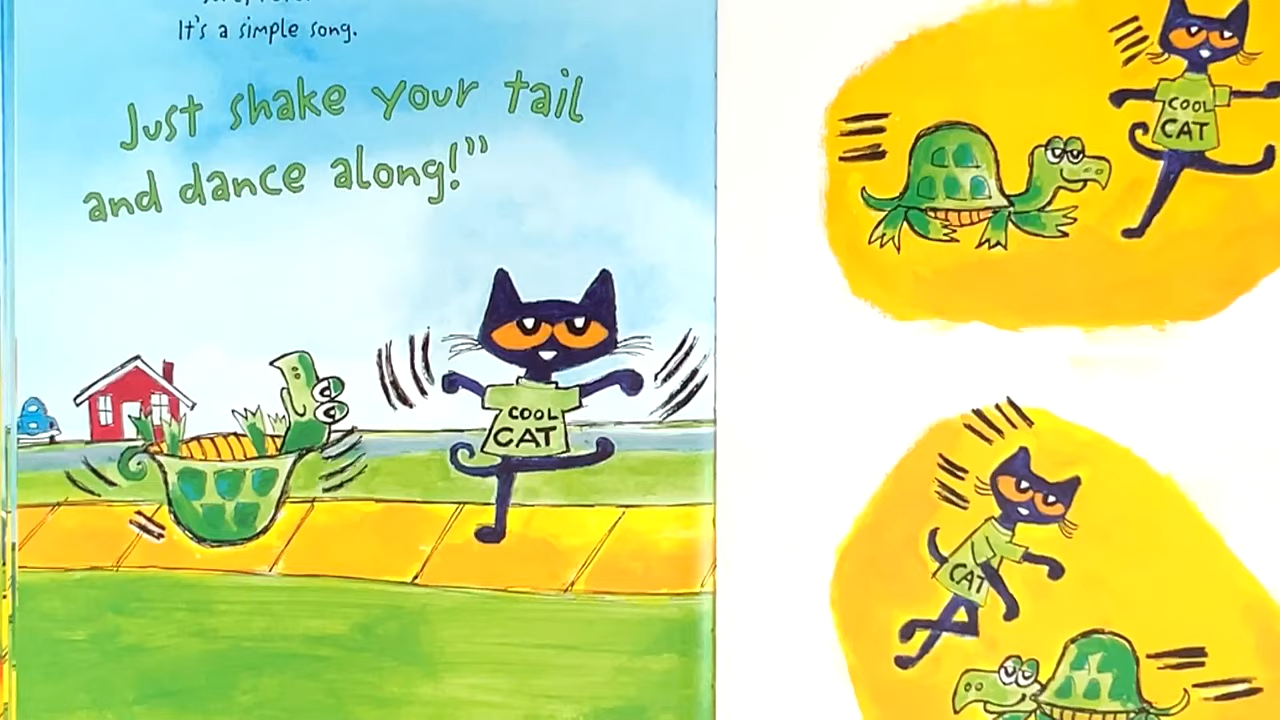 It's a simple song.
Just shake your tail
and dance along!”
COOL
CAT
COOL
CAT
CAT